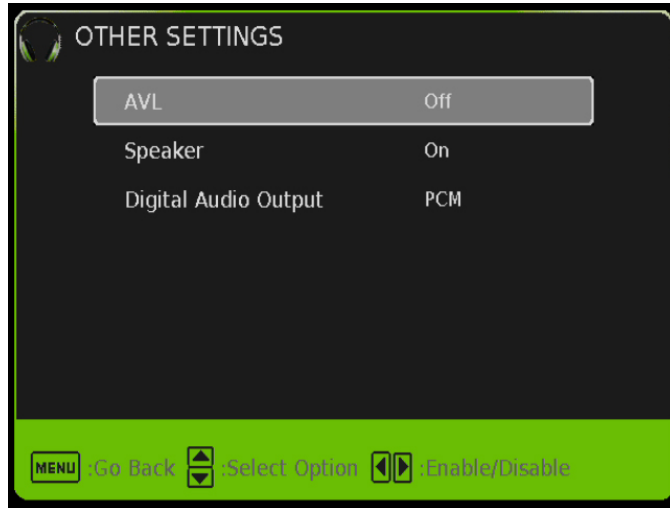 OTHER SETTINGS
AVL Off
Speaker On
Digital Audio Output PCM
MENU :Go Back :Select Option :Enable/Disable